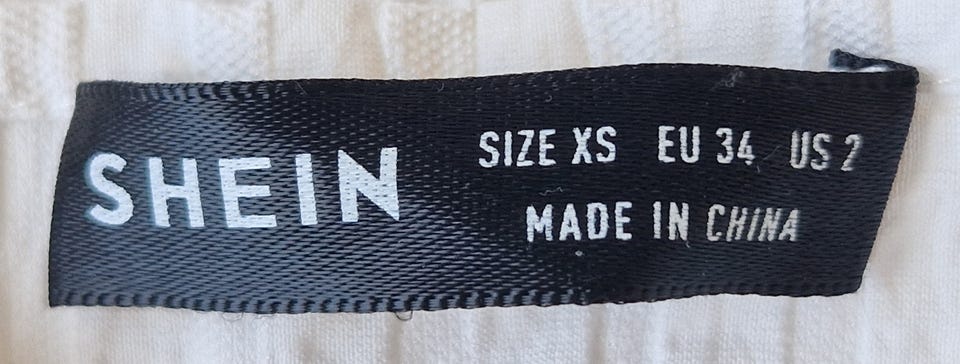 SHEIN
SIZE XS EU 34 US 2
MADE IN CHINA